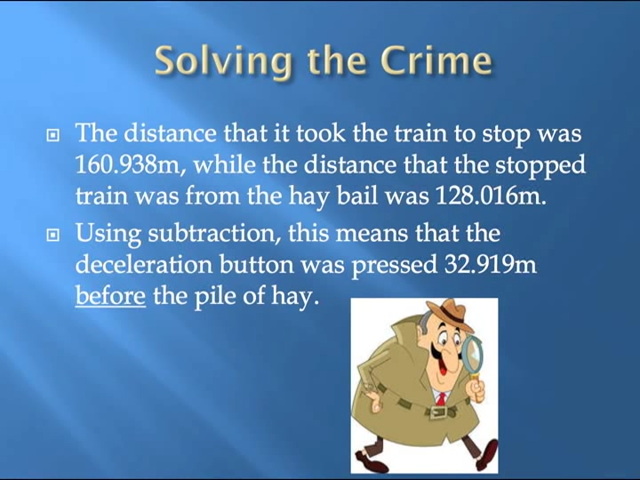 Solving the Crime
The distance that it took the train to stop was
160.938m, while the distance that the stopped
train was from the hay bail was 128.016m.
Using subtraction, this means that the
deceleration button was pressed 32.919m
before the pile of hay.